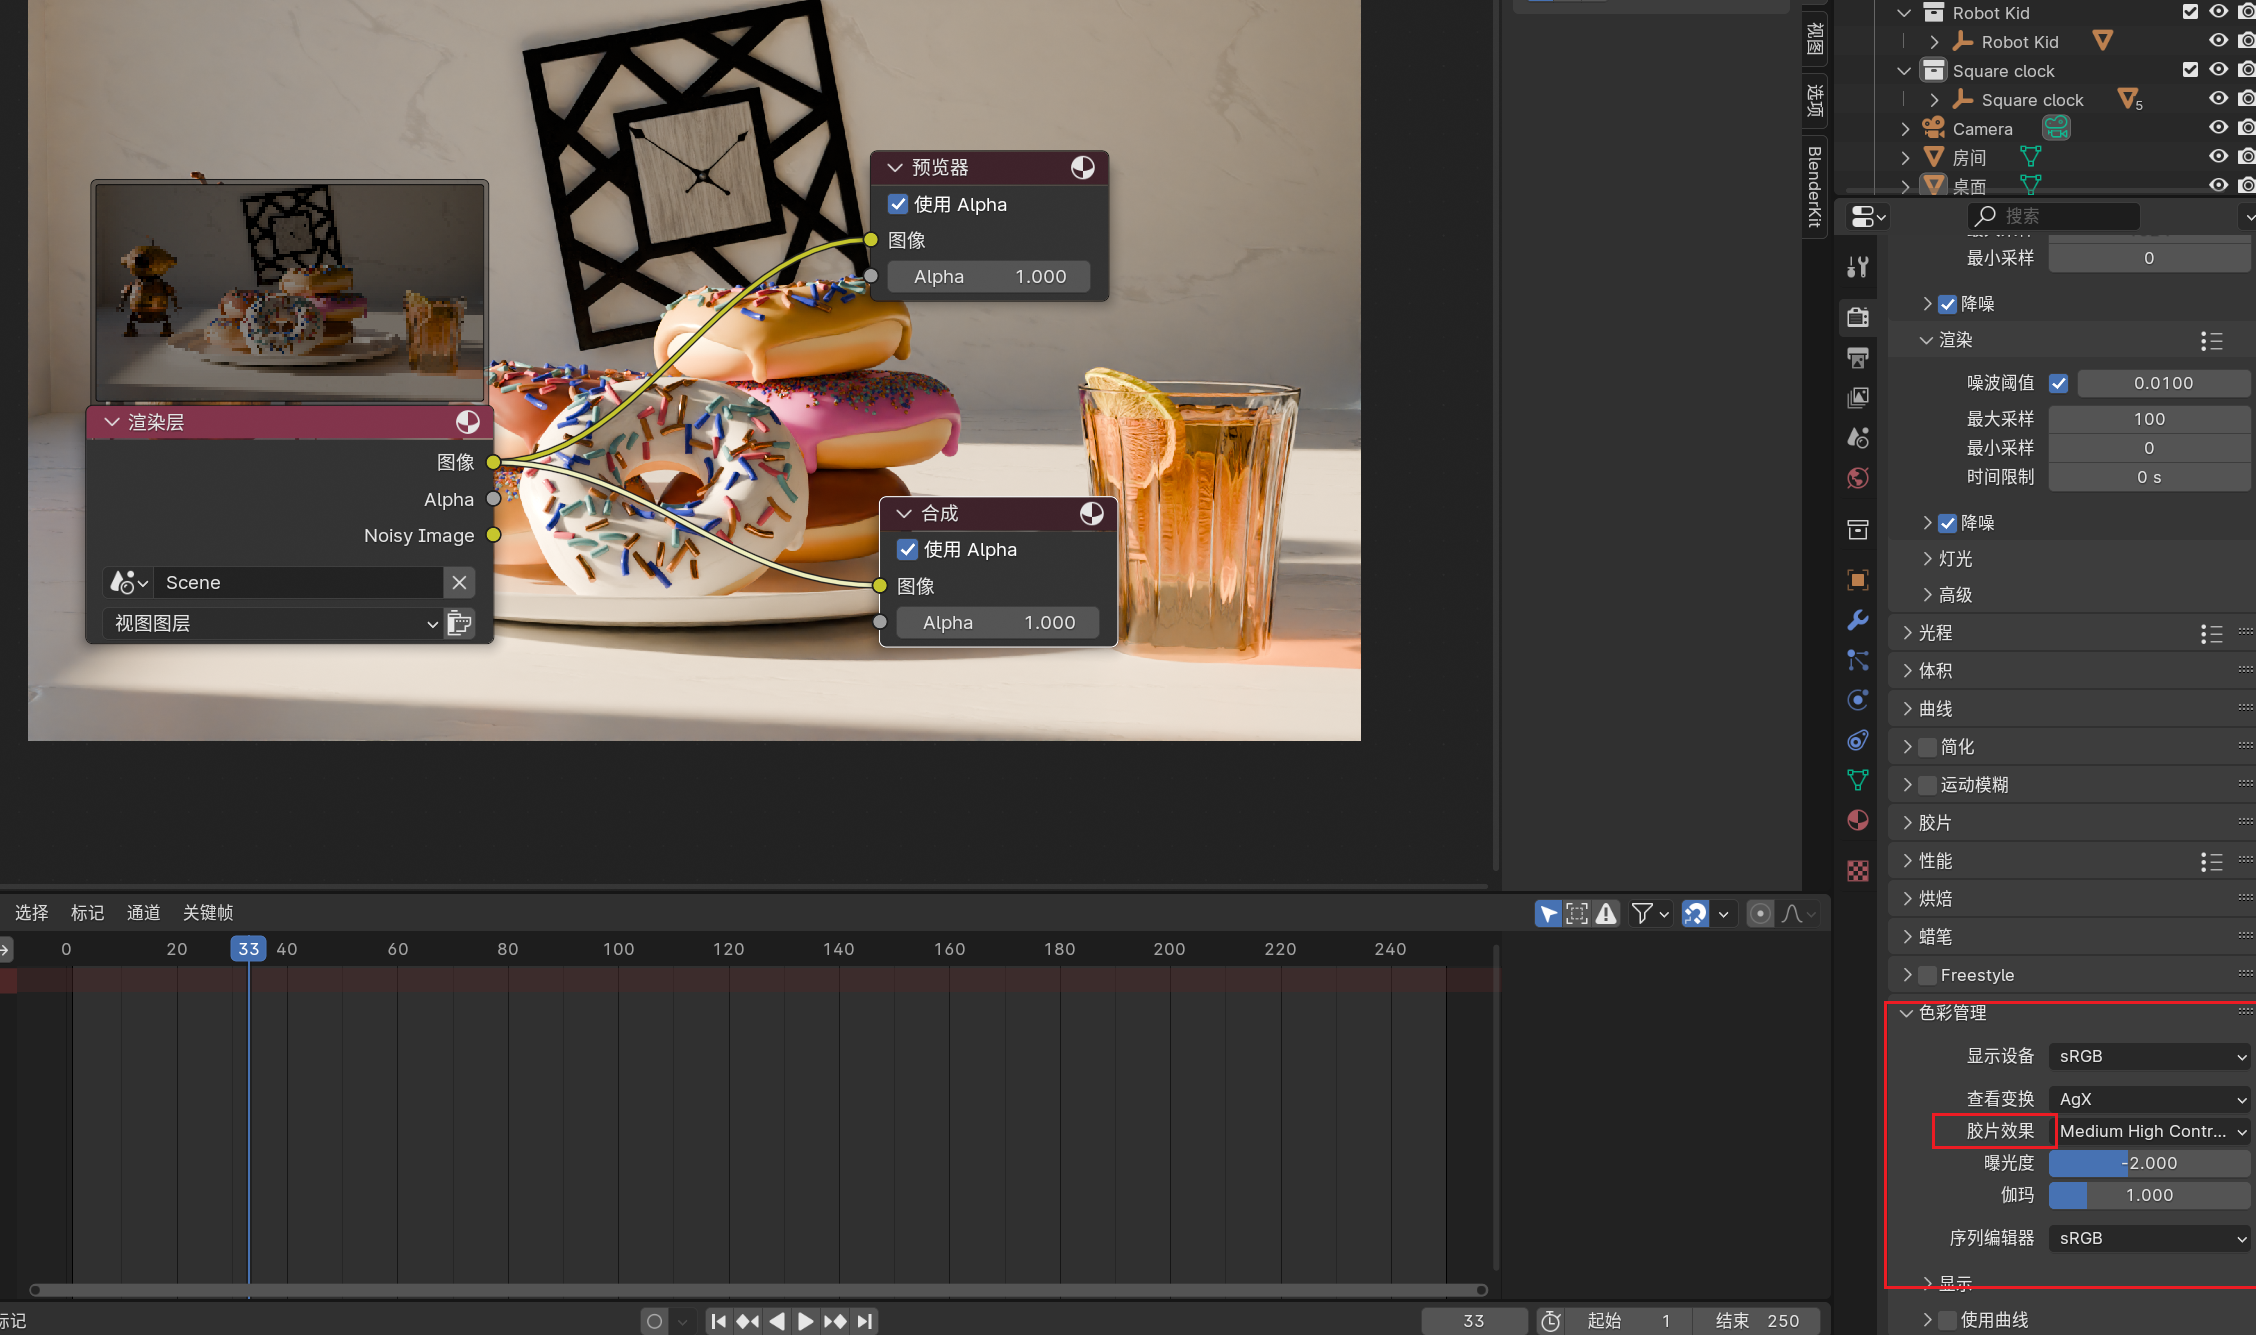 Robot Kid
Robot Kid
Square clock
Square clock
5
Camera
房间
桌面
视图
选项
BlenderKit
搜索
最小采样 0
降噪
渲染
噪波阈值 0.0100
最大采样 100
最小采样 0
时间限制 0 s
降噪
灯光
高级
光程
体积
曲线
简化
运动模糊
胶片
性能
烘焙
蜡笔
Freestyle
色彩管理
显示设备 sRGB
查看变换 AgX
胶片效果 Medium High Contr...
曝光度 -2.000
伽玛 1.000
序列编辑器 sRGB
显示
使用曲线
预览器
使用 Alpha
图像
Alpha 1.000
渲染层
图像
Alpha
Noisy Image
Scene
视图图层
合成
使用 Alpha
图像
Alpha 1.000
选择 标记 通道 关键帧
0 20 33 40 60 80 100 120 140 160 180 200 220 240
标记
33 起始 1 结束 250